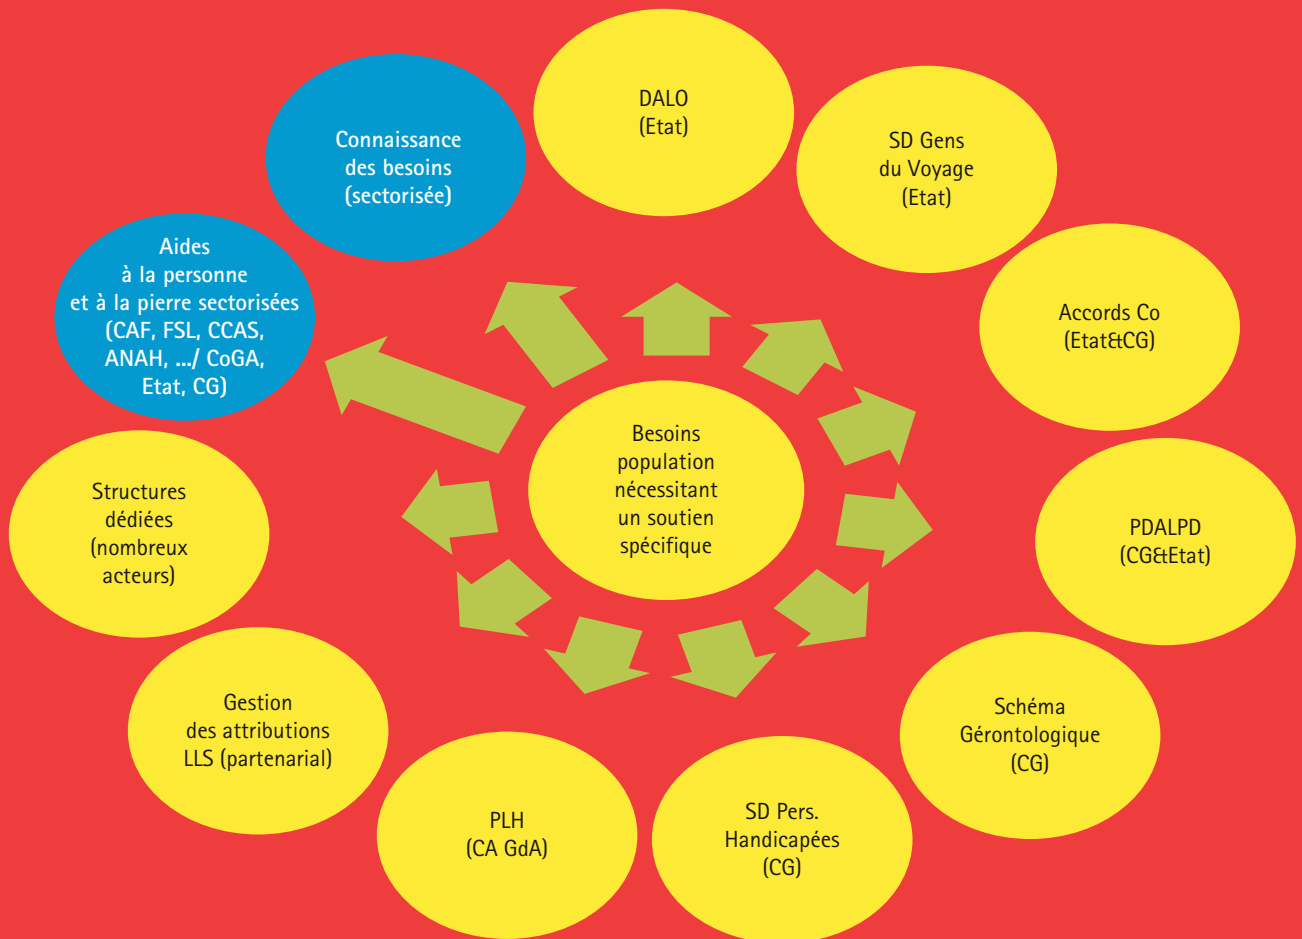 DALO
(Etat)
SD Gens
du Voyage
(Etat)
Accords Co
(Etat&CG)
PDALPD
(CG&Etat)
Schéma
Gérontologique
(CG)
SD Pers.
Handicapées
(CG)
PLH
(CA GdA)
Gestion
des attributions
LLS (partenarial)
Structures
dédiées
(nombreux
acteurs)
Aides
à la personne
et à la pierre sectorisées
(CAF, FSL, CCAS,
ANAH, .../ CoGA,
Etat, CG)
Connaissance
des besoins
(sectorisée)
Besoins
population
nécessitant
un soutien
spécifique